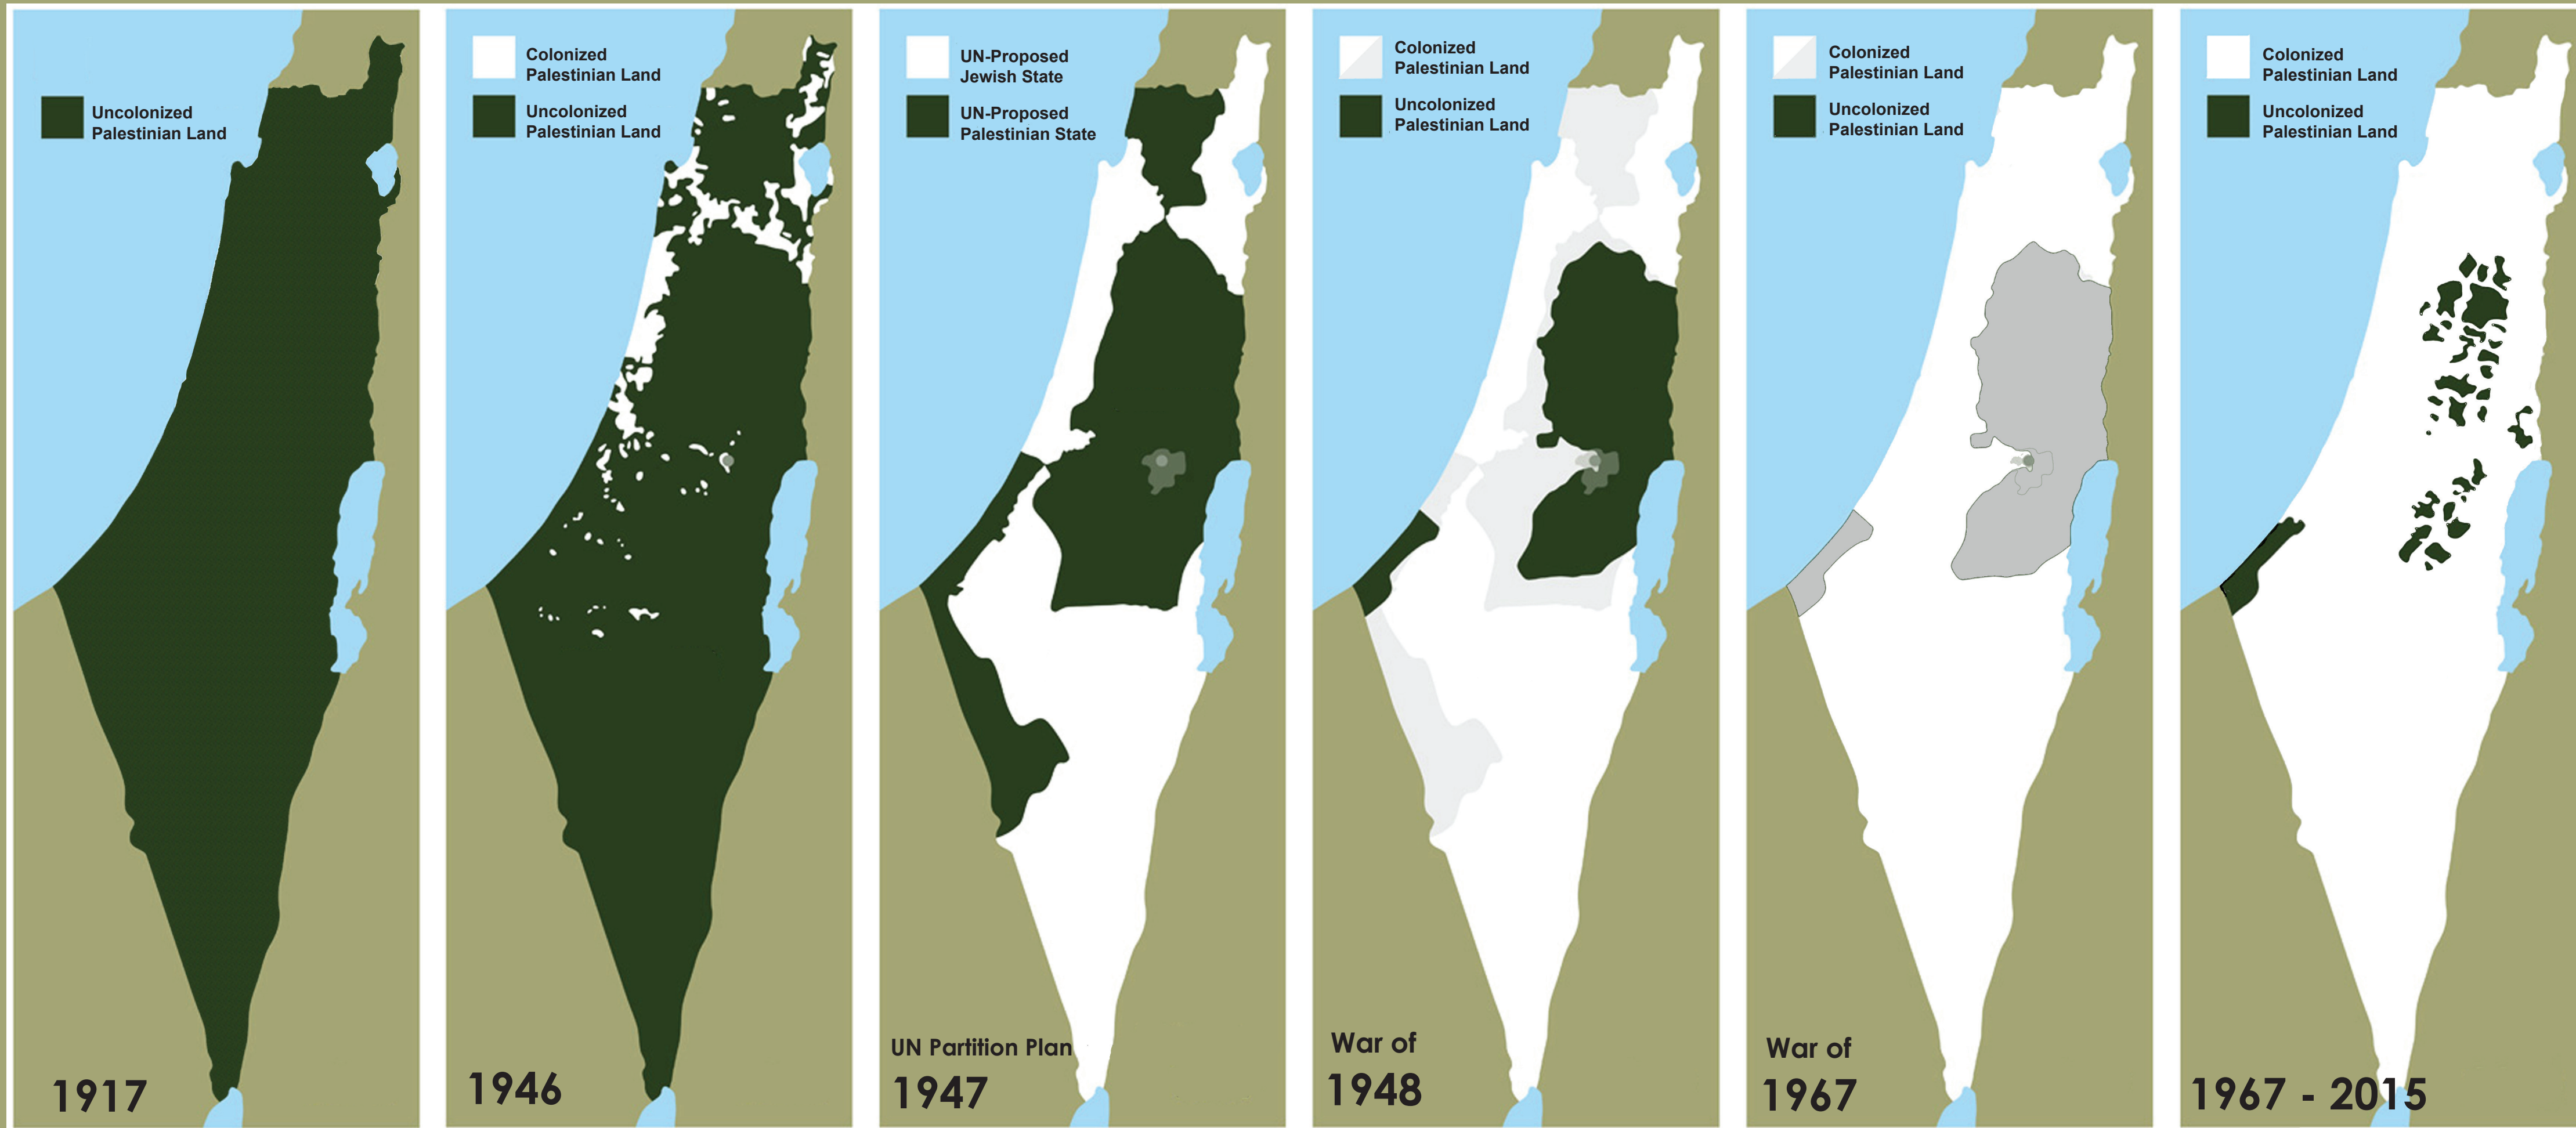 Uncolonized
Palestinian Land
1917
Colonized
Palestinian Land
Uncolonized
Palestinian Land
1946
UN-Proposed
Jewish State
UN-Proposed
Palestinian State
UN Partition Plan
1947
Colonized
Palestinian Land
Uncolonized
Palestinian Land
War of
1948
Colonized
Palestinian Land
Uncolonized
Palestinian Land
War of
1967
Colonized
Palestinian Land
Uncolonized
Palestinian Land
1967 - 2015